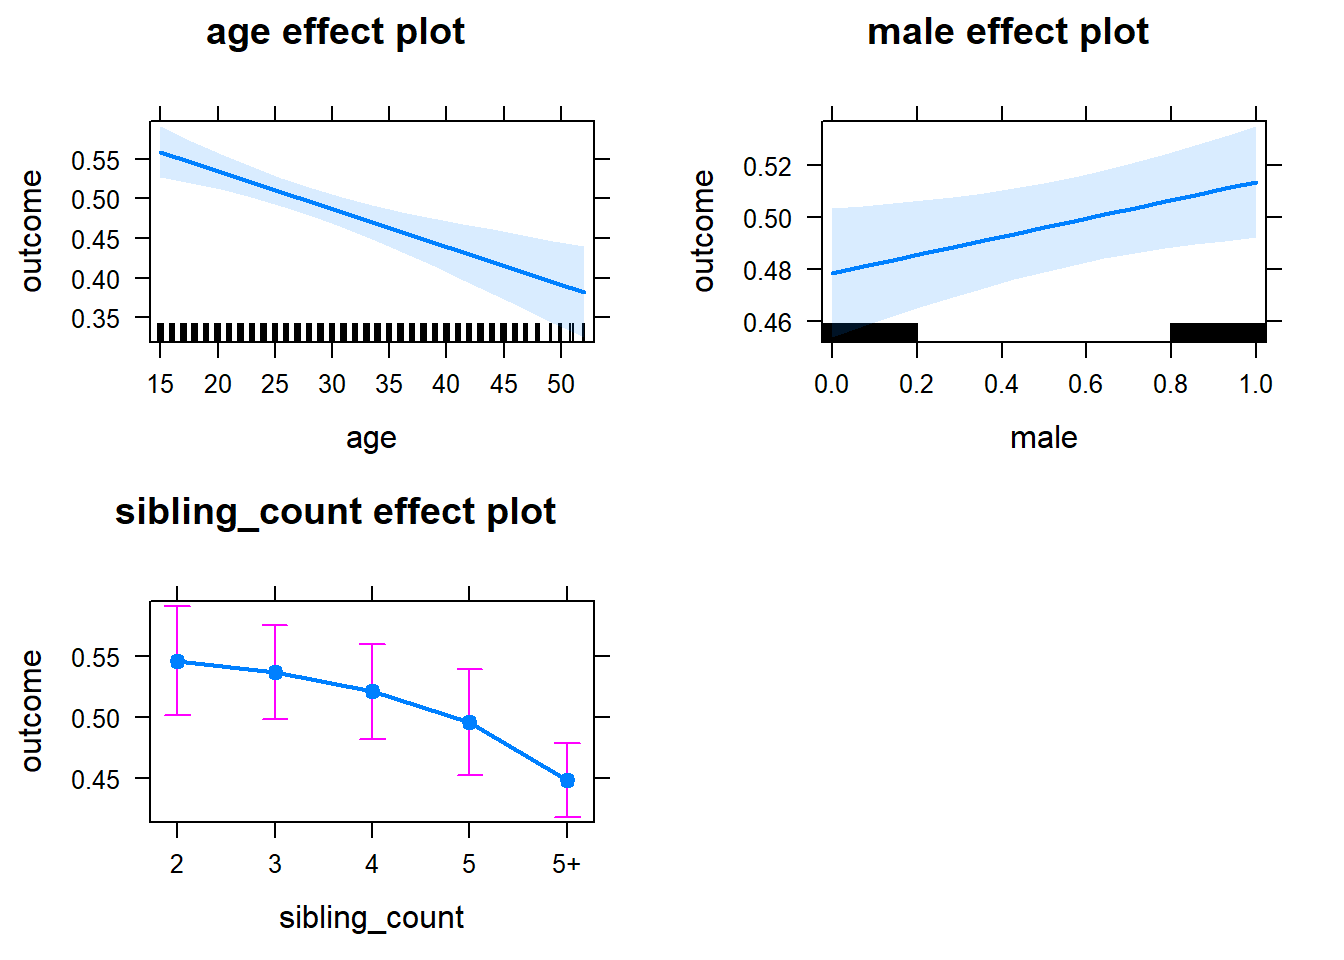 age effect plot
outcome
0.55
0.50
0.45
0.40
0.35
15 20 25 30 35 40 45 50
age
male effect plot
outcome
0.52
0.50
0.48
0.46
0.0 0.2 0.4 0.6 0.8 1.0
male
sibling_count effect plot
outcome
0.55
0.50
0.45
2 3 4 5 5+
sibling_count